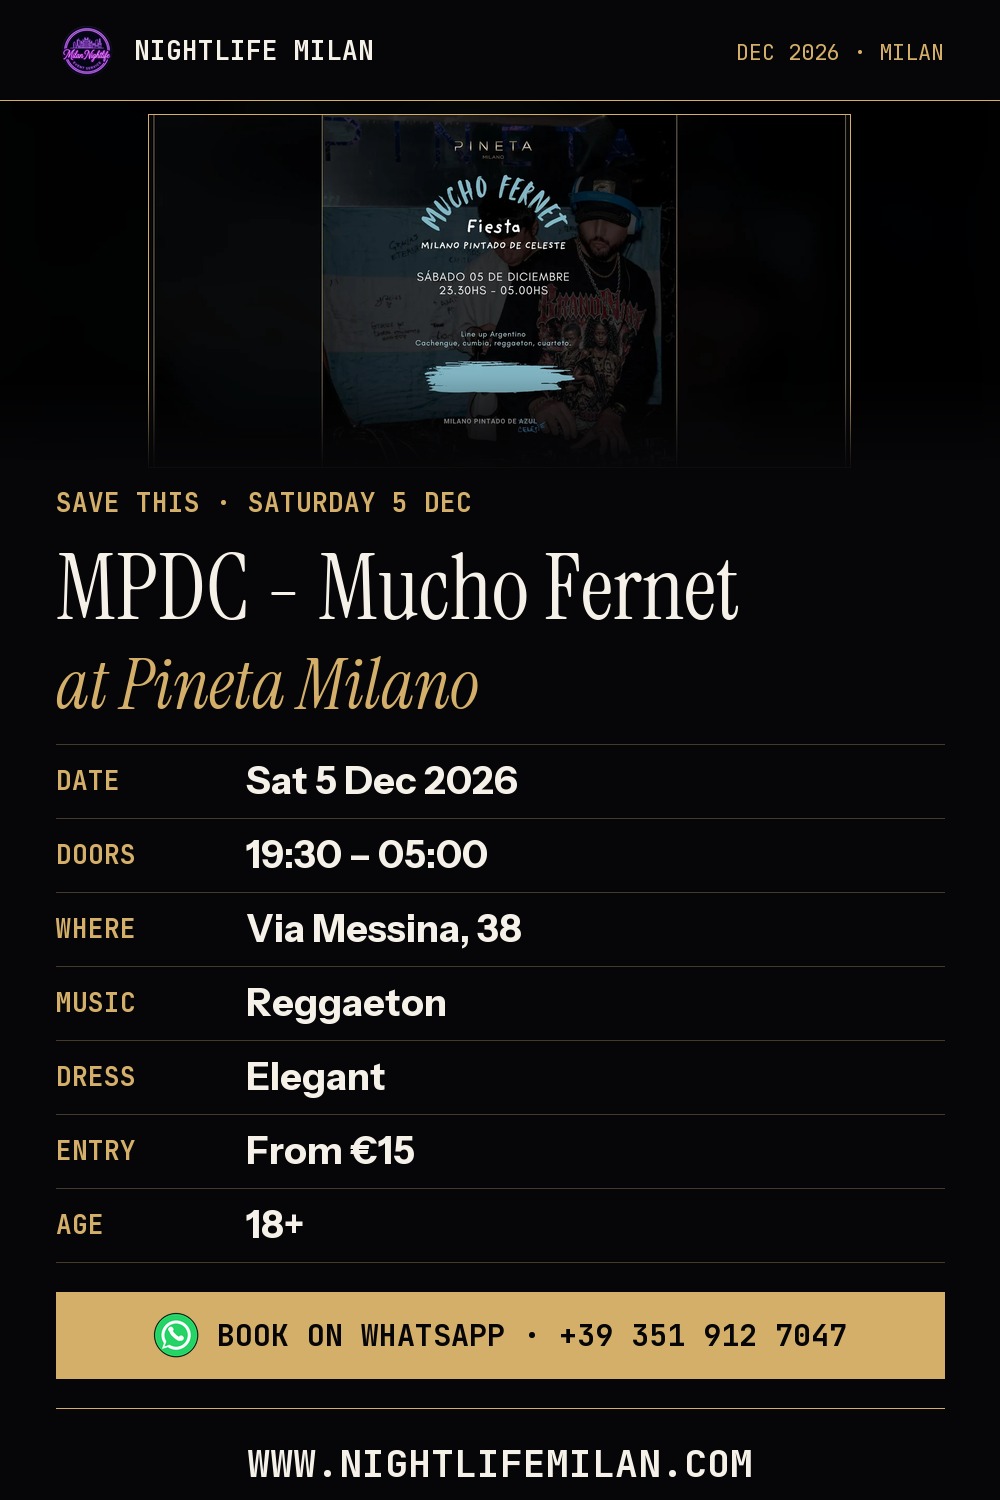 NIGHTLIFE MILAN
DEC 2026 · MILAN
PINETA
MILANO
MUCHO FERNET
Fiesta
MILANO PINTADO DE CELESTE
SÁBADO 05 DE DICIEMBRE
23.30HS - 05.00HS
Line up Argentino
Cachengue, cumbia, reggaeton, cuarteto.
MILANO PINTADO DE AZUL
CELESTE
SAVE THIS · SATURDAY 5 DEC
MPDC - Mucho Fernet
at Pineta Milano
DATE Sat 5 Dec 2026
DOORS 19:30 – 05:00
WHERE Via Messina, 38
MUSIC Reggaeton
DRESS Elegant
ENTRY From €15
AGE 18+
BOOK ON WHATSAPP · +39 351 912 7047
WWW.NIGHTLIFEMILAN.COM